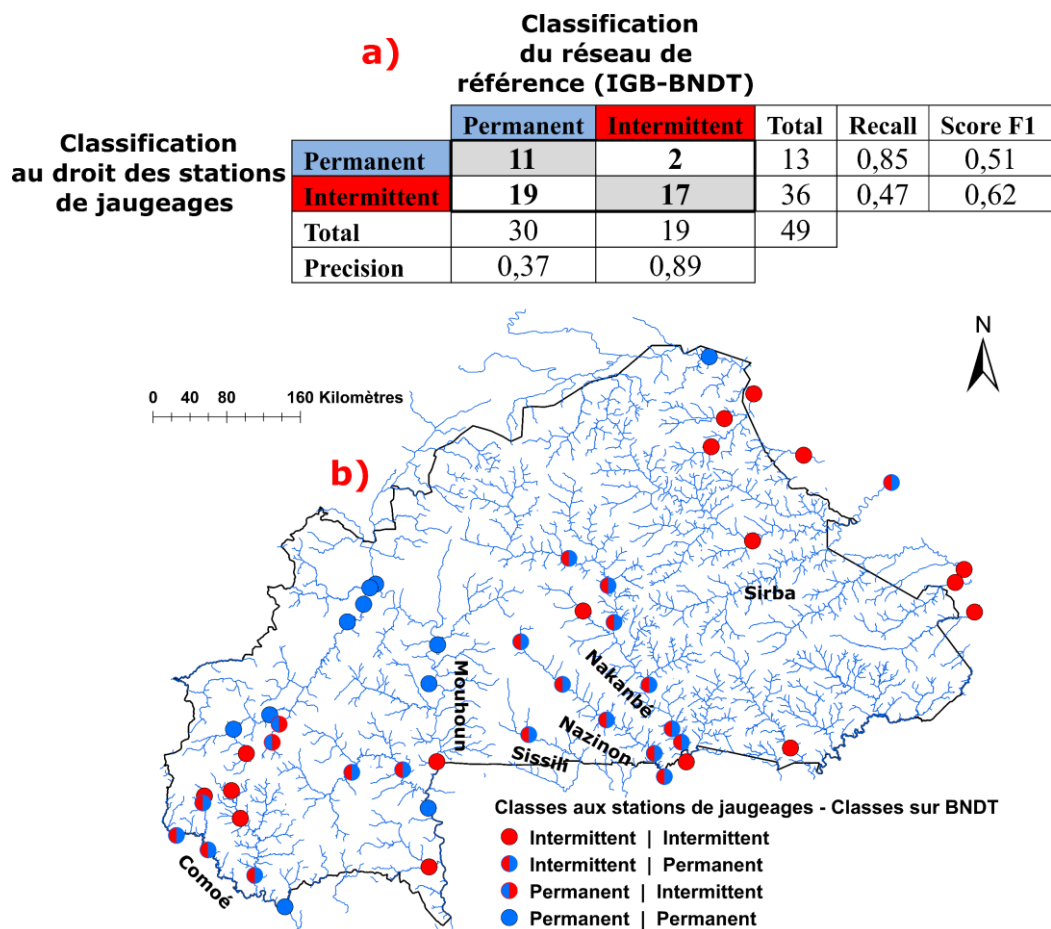 Classification
du réseau de
référence (IGB-BNDT)
a)
Classification
au droit des stations
de jaugeages
Permanent Intermittent Total Recall Score F1
Permanent 11 2 13 0,85 0,51
Intermittent 19 17 36 0,47 0,62
Total 30 19 49
Precision 0,37 0,89
N
0 40 80 160 Kilomètres
b)
Sirba
Mouhoun
Nakanbé
Nazinon
Sissili
Comoé
Classes aux stations de jaugeages - Classes sur BNDT
Intermittent | Intermittent
Intermittent | Permanent
Permanent | Intermittent
Permanent | Permanent